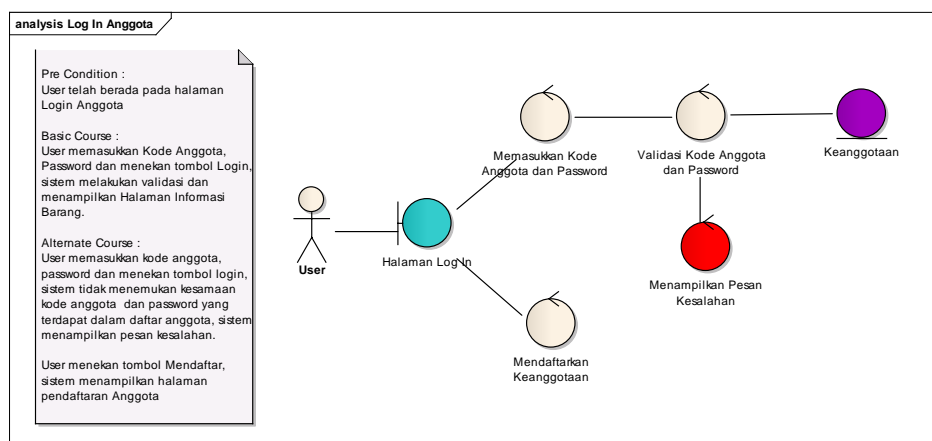 analysis Log In Anggota
Pre Condition :
User telah berada pada halaman
Login Anggota
Basic Course :
User memasukkan Kode Anggota,
Password dan menekan tombol Login,
sistem melakukan validasi dan
menampilkan Halaman Informasi
Barang.
Alternate Course :
User memasukkan kode anggota,
password dan menekan tombol login,
sistem tidak menemukan kesamaan
kode anggota  dan password yang
terdapat dalam daftar anggota, sistem
menampilkan pesan kesalahan.
User menekan tombol Mendaftar,
sistem menampilkan halaman
pendaftaran Anggota
User
Halaman Log In
Memasukkan Kode
Anggota dan Password
Validasi Kode Anggota
dan Password
Keanggotaan
Menampilkan Pesan
Kesalahan
Mendaftarkan
Keanggotaan